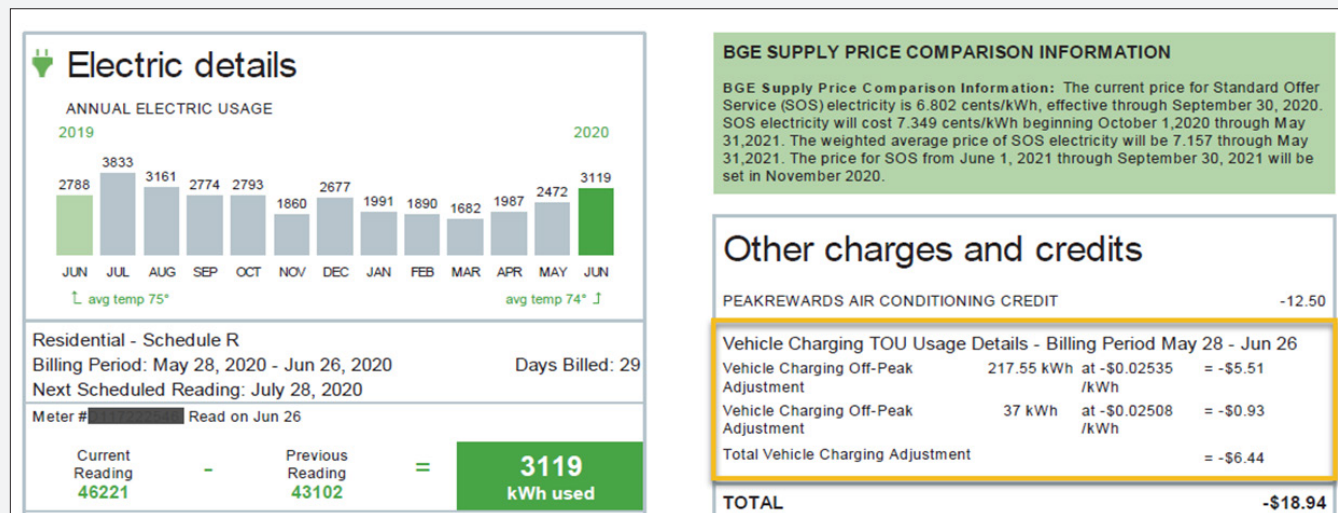 Electric details
ANNUAL ELECTRIC USAGE
2019 2020
2788 3833 3161 2774 2793 1860 2677 1991 1890 1682 1987 2472 3119
JUN JUL AUG SEP OCT NOV DEC JAN FEB MAR APR MAY JUN
avg temp 75° avg temp 74°
Residential - Schedule R
Billing Period: May 28, 2020 - Jun 26, 2020 Days Billed: 29
Next Scheduled Reading: July 28, 2020
Meter # Read on Jun 26
Current Previous
Reading - Reading = 3119
46221 43102 kWh used
BGE SUPPLY PRICE COMPARISON INFORMATION
BGE Supply Price Comparison Information: The current price for Standard Offer
Service (SOS) electricity is 6.802 cents/kWh, effective through September 30, 2020.
SOS electricity will cost 7.349 cents/kWh beginning October 1,2020 through May
31,2021. The weighted average price of SOS electricity will be 7.157 through May
31,2021. The price for SOS from June 1, 2021 through September 30, 2021 will be
set in November 2020.
Other charges and credits
PEAKREWARDS AIR CONDITIONING CREDIT -12.50
Vehicle Charging TOU Usage Details - Billing Period May 28 - Jun 26
Vehicle Charging Off-Peak 217.55 kWh at -$0.02535 = -$5.51
Adjustment /kWh
Vehicle Charging Off-Peak 37 kWh at -$0.02508 = -$0.93
Adjustment /kWh
Total Vehicle Charging Adjustment = -$6.44
TOTAL -$18.94